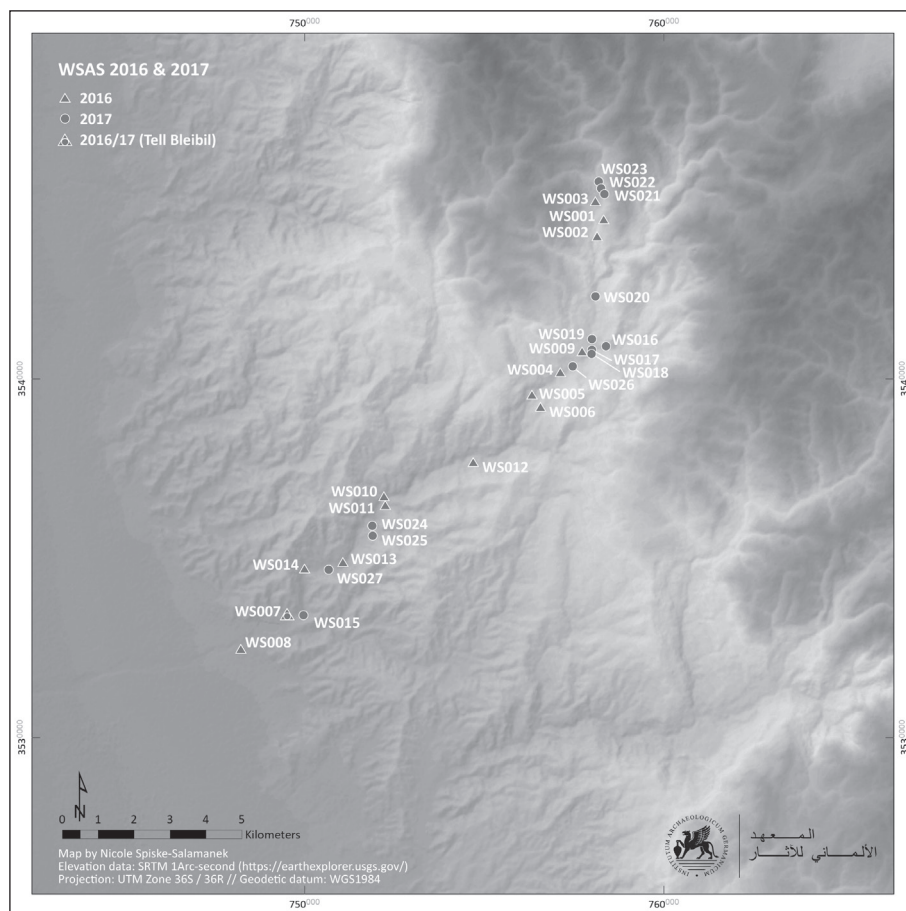 750000
760000
WSAS 2016 & 2017
2016
2017
2016/17 (Tell Bleibil)
WS023
WS022
WS021
WS003
WS001
WS002
WS020
WS019
WS016
WS009
WS017
WS018
WS004
WS026
3540000
3540000
WS005
WS006
WS012
WS010
WS011
WS024
WS025
WS013
WS014
WS027
WS007
WS015
WS008
3530000
3530000
N
0 1 2 3 4 5
Kilometers
Map by Nicole Spiske-Salamanek
Elevation data: SRTM 1Arc-second (https://earthexplorer.usgs.gov/)
Projection: UTM Zone 36S / 36R // Geodetic datum: WGS1984
INSTITUTUM ARCHAEOLOGICUM GERMANICUM
المعهد
الألماني للآثار
750000
760000